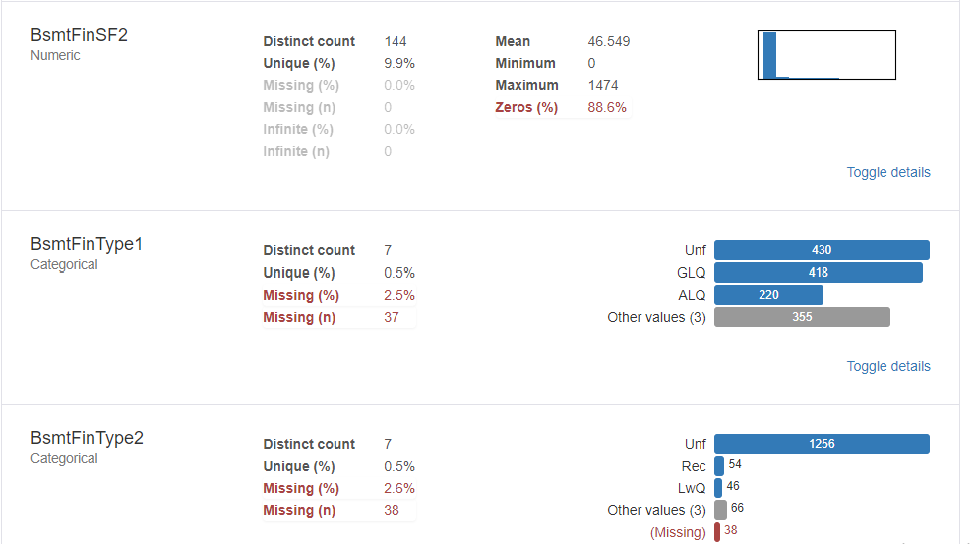 BsmtFinSF2
Numeric
Distinct count 144
Unique (%) 9.9%
Missing (%) 0.0%
Missing (n) 0
Infinite (%) 0.0%
Infinite (n) 0
Mean 46.549
Minimum 0
Maximum 1474
Zeros (%) 88.6%
Toggle details
BsmtFinType1
Categorical
Distinct count 7
Unique (%) 0.5%
Missing (%) 2.5%
Missing (n) 37
Unf 430
GLQ 418
ALQ 220
Other values (3) 355
Toggle details
BsmtFinType2
Categorical
Distinct count 7
Unique (%) 0.5%
Missing (%) 2.6%
Missing (n) 38
Unf 1256
Rec 54
LwQ 46
Other values (3) 66
(Missing) 38